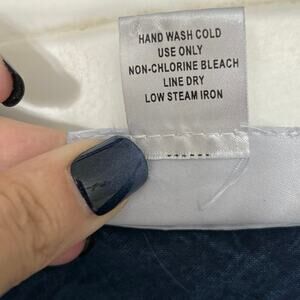 HAND WASH COLD
USE ONLY
NON-CHLORINE BLEACH
LINE DRY
LOW STEAM IRON